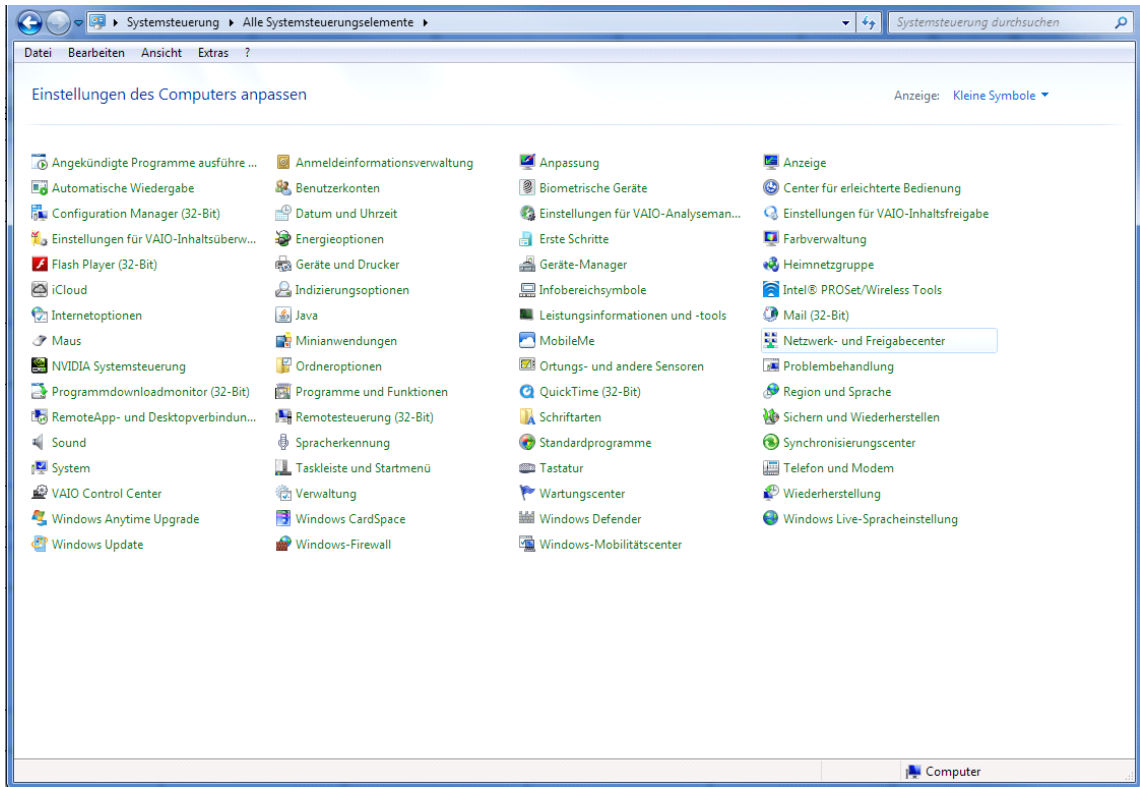 Systemsteuerung Alle Systemsteuerungselemente Systemsteuerung durchsuchen
Datei Bearbeiten Ansicht Extras ?
Einstellungen des Computers anpassen Anzeige: Kleine Symbole
Angekündigte Programme ausführe ... Anmeldeinformationsverwaltung Anpassung Anzeige
Automatische Wiedergabe Benutzerkonten Biometrische Geräte Center für erleichterte Bedienung
Configuration Manager (32-Bit) Datum und Uhrzeit Einstellungen für VAIO-Analyseman... Einstellungen für VAIO-Inhaltsfreigabe
Einstellungen für VAIO-Inhaltsüberw... Energieoptionen Erste Schritte Farbverwaltung
Flash Player (32-Bit) Geräte und Drucker Geräte-Manager Heimnetzgruppe
iCloud Indizierungsoptionen Infobereichsymbole Intel® PROSet/Wireless Tools
Internetoptionen Java Leistungsinformationen und -tools Mail (32-Bit)
Maus Minianwendungen MobileMe Netzwerk- und Freigabecenter
NVIDIA Systemsteuerung Ordneroptionen Ortungs- und andere Sensoren Problembehandlung
Programmdownloadmonitor (32-Bit) Programme und Funktionen QuickTime (32-Bit) Region und Sprache
RemoteApp- und Desktopverbindun... Remotesteuerung (32-Bit) Schriftarten Sichern und Wiederherstellen
Sound Spracherkennung Standardprogramme Synchronisierungscenter
System Taskleiste und Startmenü Tastatur Telefon und Modem
VAIO Control Center Verwaltung Wartungscenter Wiederherstellung
Windows Anytime Upgrade Windows CardSpace Windows Defender Windows Live-Spracheinstellung
Windows Update Windows-Firewall Windows-Mobilitätscenter
Computer